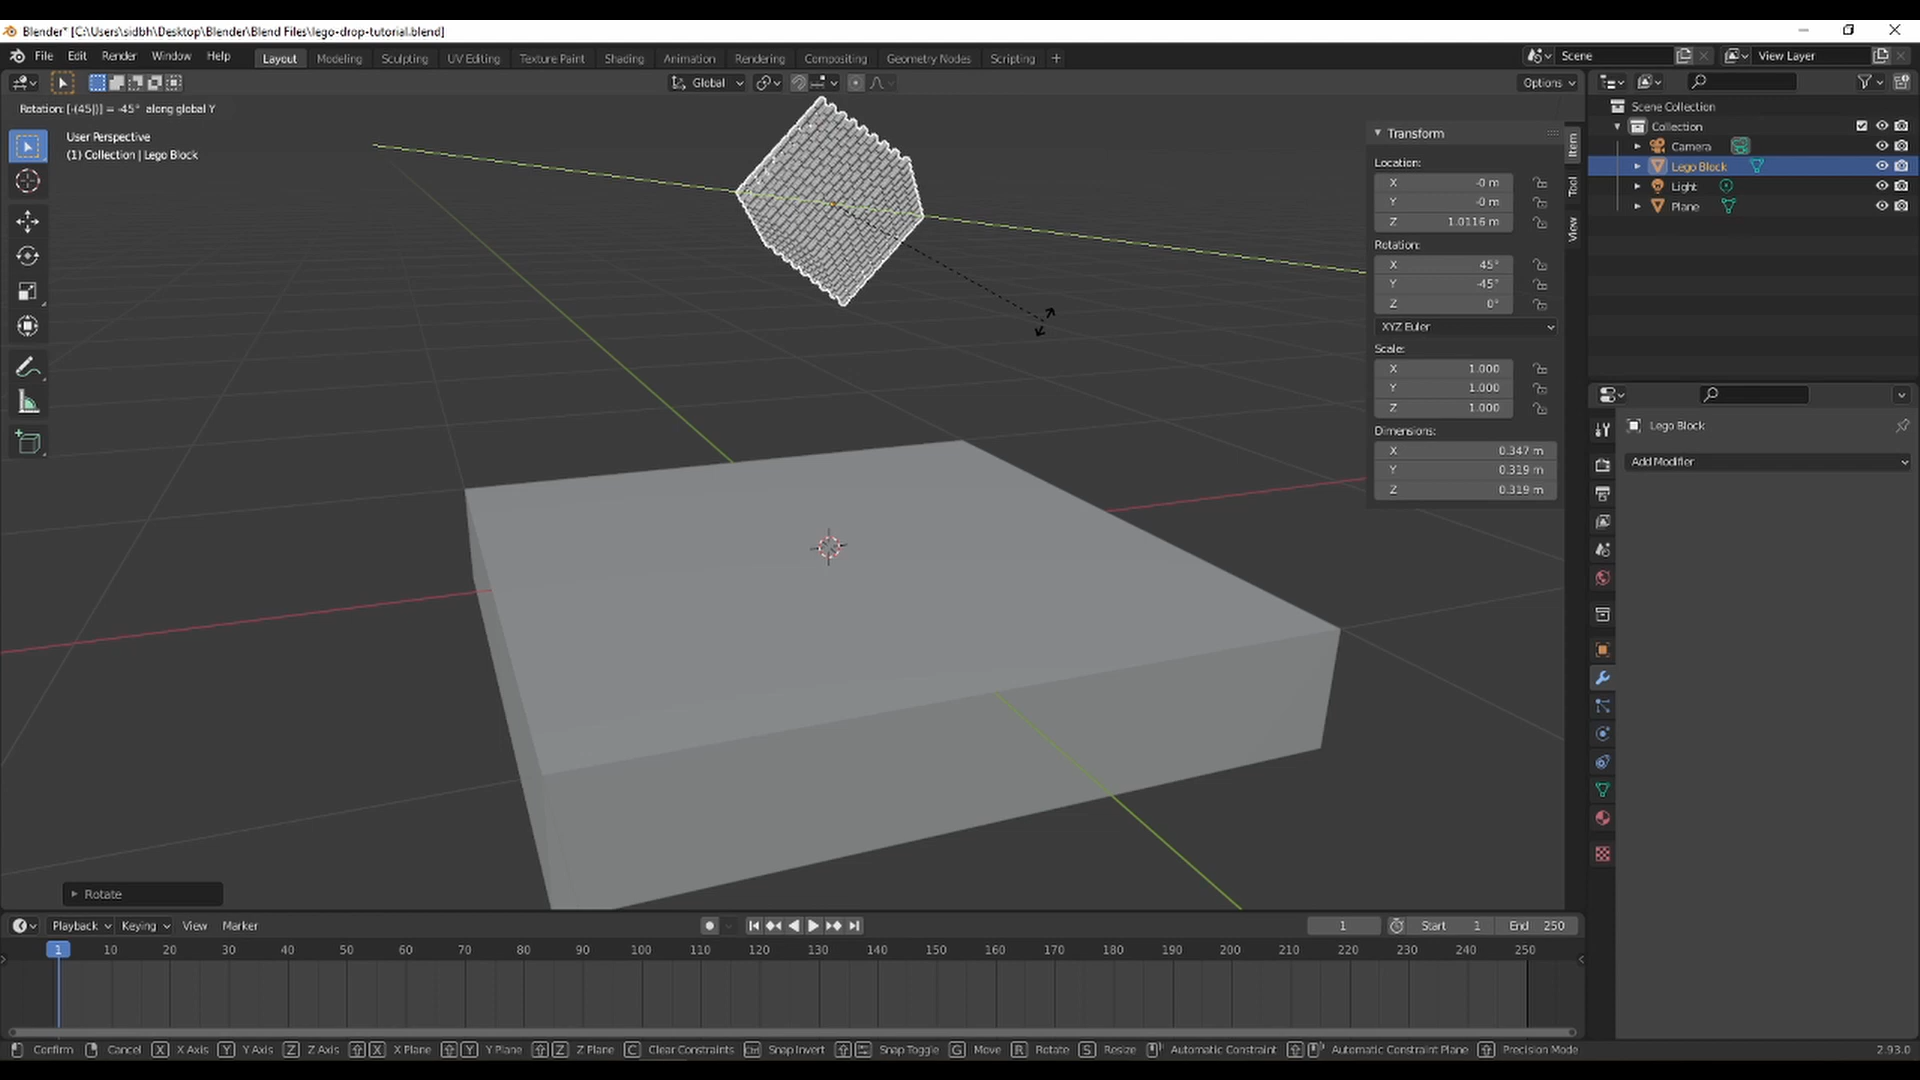 Blender* [C:\Users\sidbh\Desktop\Blender\Blend Files\lego-drop-tutorial.blend]
File Edit Render Window Help Layout Modeling Sculpting UV Editing Texture Paint Shading Animation Rendering Compositing Geometry Nodes Scripting + Scene View Layer
Global Options
Rotation: [-(45|)] = -45° along global Y
User Perspective
(1) Collection | Lego Block
Transform
Location:
X -0 m
Y -0 m
Z 1.0116 m
Rotation:
X 45°
Y -45°
Z 0°
XYZ Euler
Scale:
X 1.000
Y 1.000
Z 1.000
Dimensions:
X 0.347 m
Y 0.319 m
Z 0.319 m
Item
Tool
View
Scene Collection
Collection
Camera
Lego Block
Light
Plane
Lego Block
Add Modifier
Rotate
Playback Keying View Marker 1 Start 1 End 250
1 10 20 30 40 50 60 70 80 90 100 110 120 130 140 150 160 170 180 190 200 210 220 230 240 250
Confirm Cancel X X Axis Y Y Axis Z Z Axis X X Plane Y Y Plane Z Z Plane C Clear Constraints Ctrl Snap Invert Snap Toggle G Move R Rotate S Resize Automatic Constraint Automatic Constraint Plane Precision Mode 2.93.0